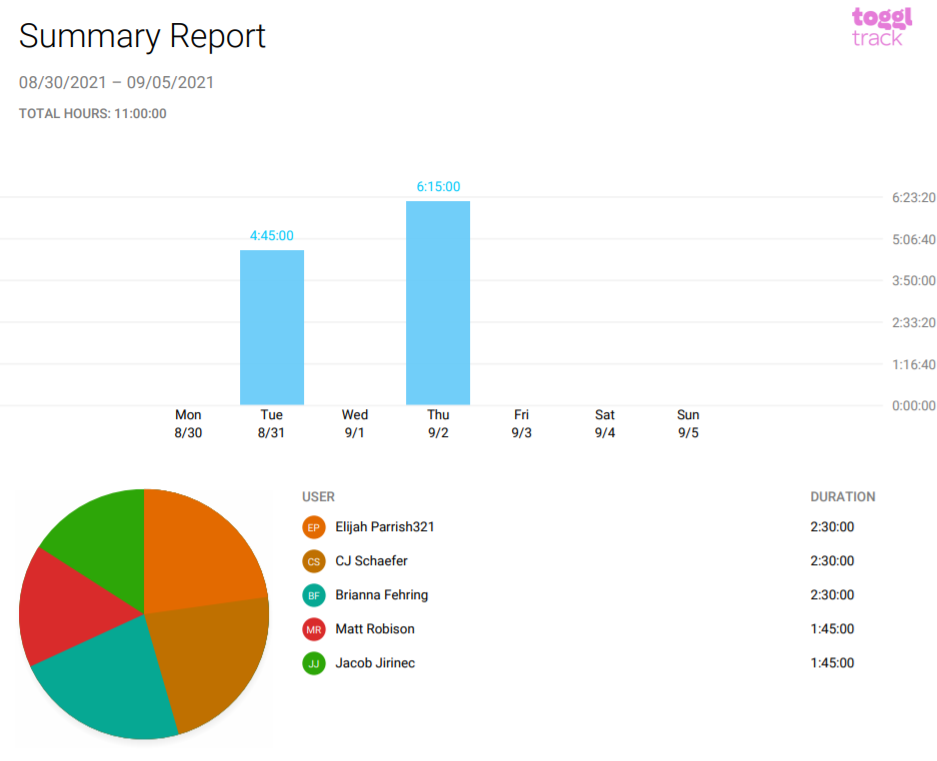 Summary Report
toggl
track
08/30/2021 – 09/05/2021
TOTAL HOURS: 11:00:00
6:15:00
6:23:20
4:45:00
5:06:40
3:50:00
2:33:20
1:16:40
0:00:00
Mon Tue Wed Thu Fri Sat Sun
8/30 8/31 9/1 9/2 9/3 9/4 9/5
USER DURATION
EP Elijah Parrish321 2:30:00
CS CJ Schaefer 2:30:00
BF Brianna Fehring 2:30:00
MR Matt Robison 1:45:00
JJ Jacob Jirinec 1:45:00